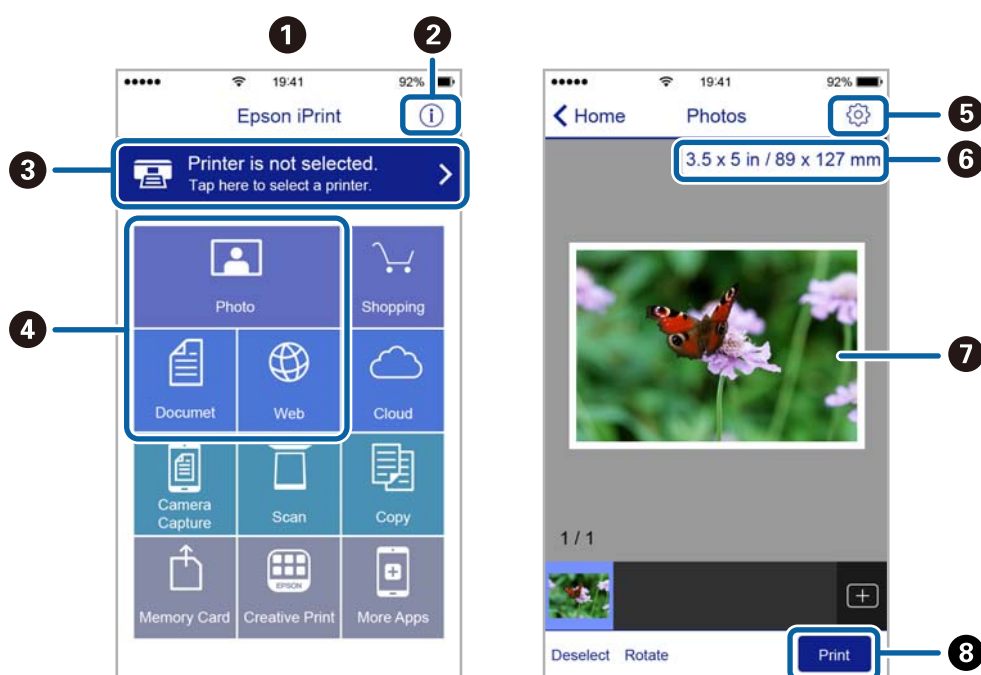 1
2
19:41
92%
Epson iPrint
3
Printer is not selected.
Tap here to select a printer.
4
Photo
Shopping
Documet
Web
Cloud
Camera
Capture
Scan
Copy
EPSON
Memory Card
Creative Print
More Apps
19:41
92%
Home
Photos
5
3.5 x 5 in / 89 x 127 mm
6
7
1 / 1
Deselect
Rotate
Print
8